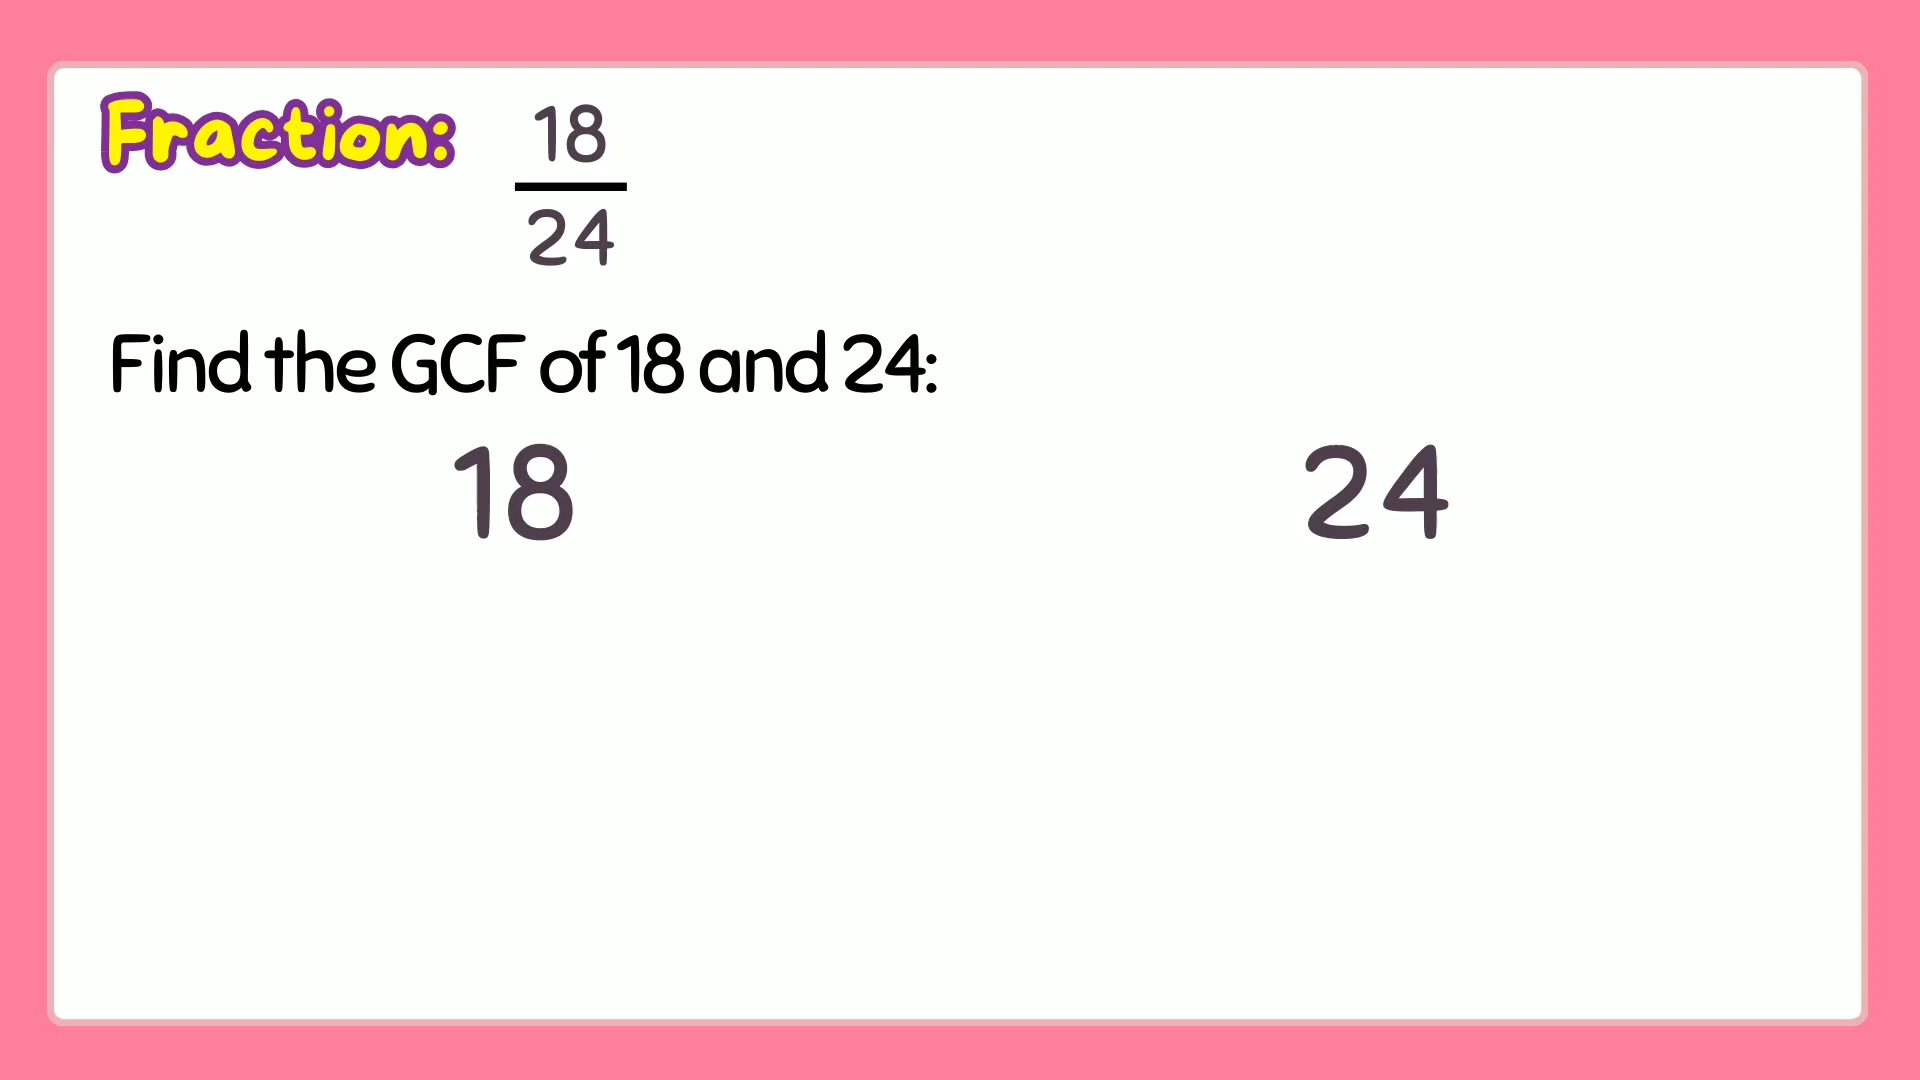 Fraction: 18
24
Find the GCF of 18 and 24:
18 24